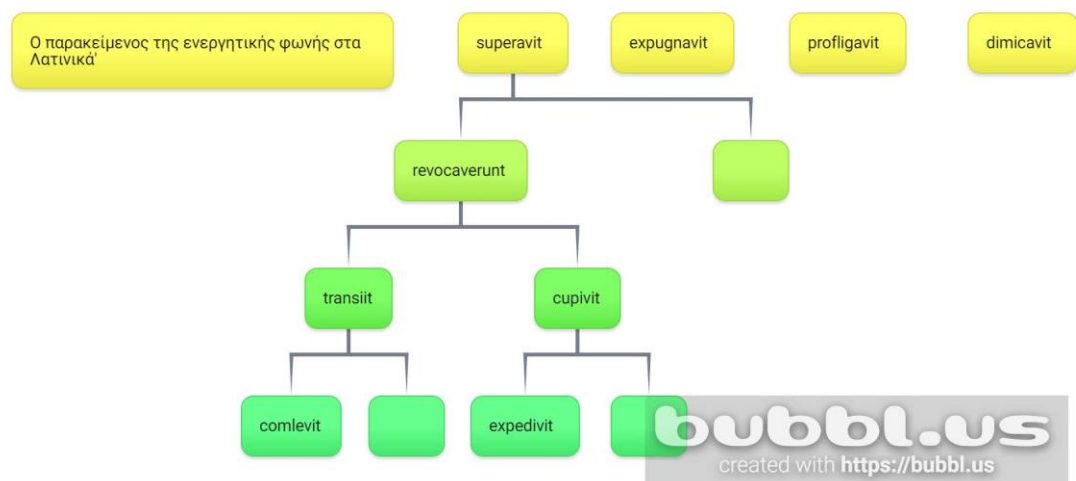 Ο παρακείμενος της ενεργητικής φωνής στα
Λατινικά'
superavit
expugnavit
profligavit
dimicavit
revocaverunt
transiit
cupivit
comlevit
expedivit
bubbl.us
created with https://bubbl.us